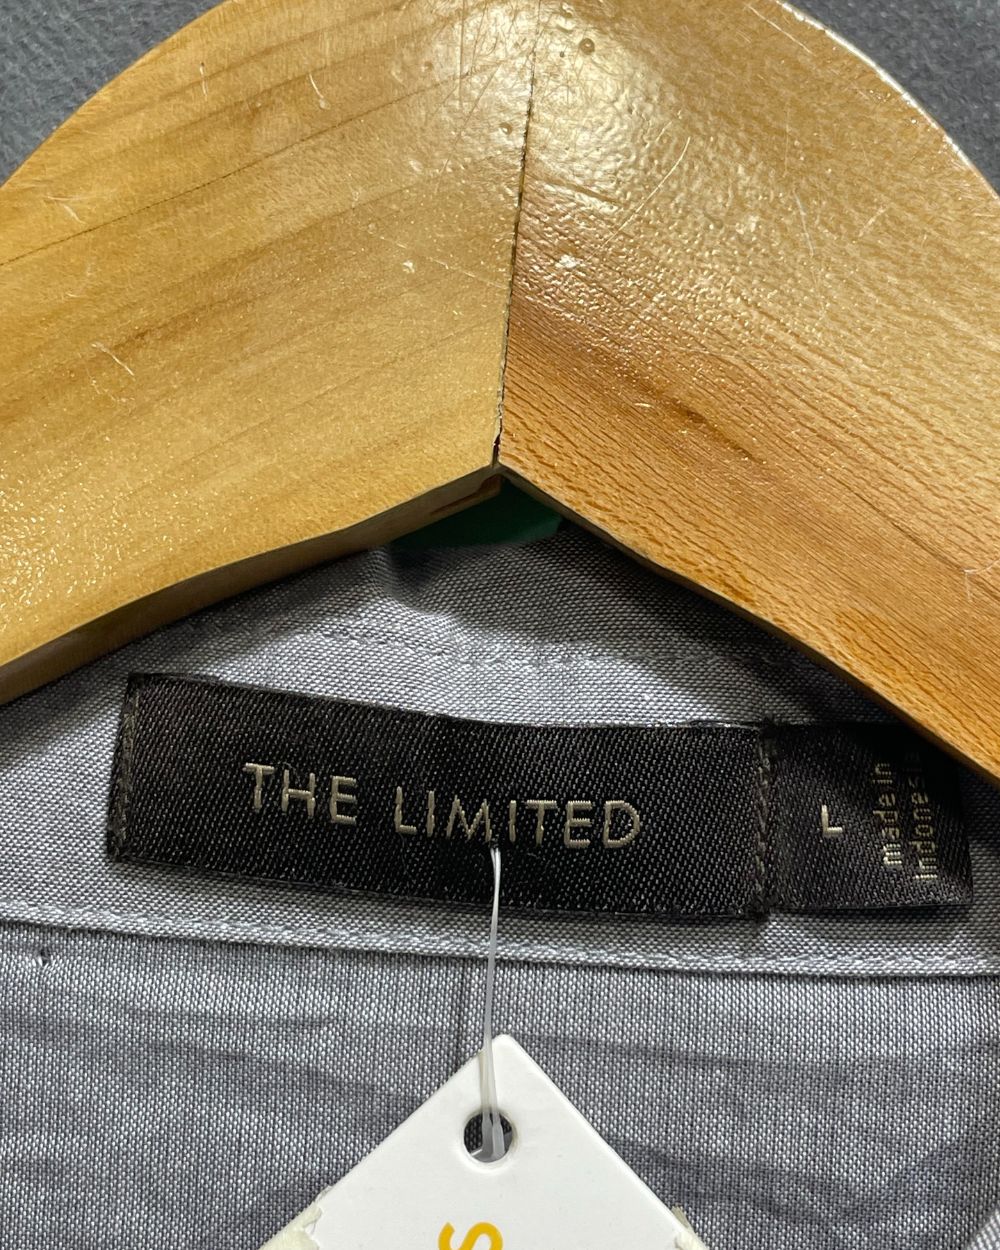 THE LIMITED
L
made in
indonesia
S